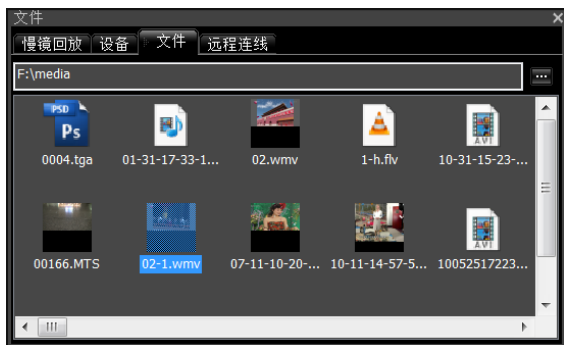 文件
慢镜回放 设备 文件 远程连线
F:\media
...
PSD
Ps
AVI
0004.tga 01-31-17-33-1... 02.wmv 1-h.flv 10-31-15-23-...
AVI
00166.MTS 02-1.wmv 07-11-10-20-... 10-11-14-57-5... 10052517223...